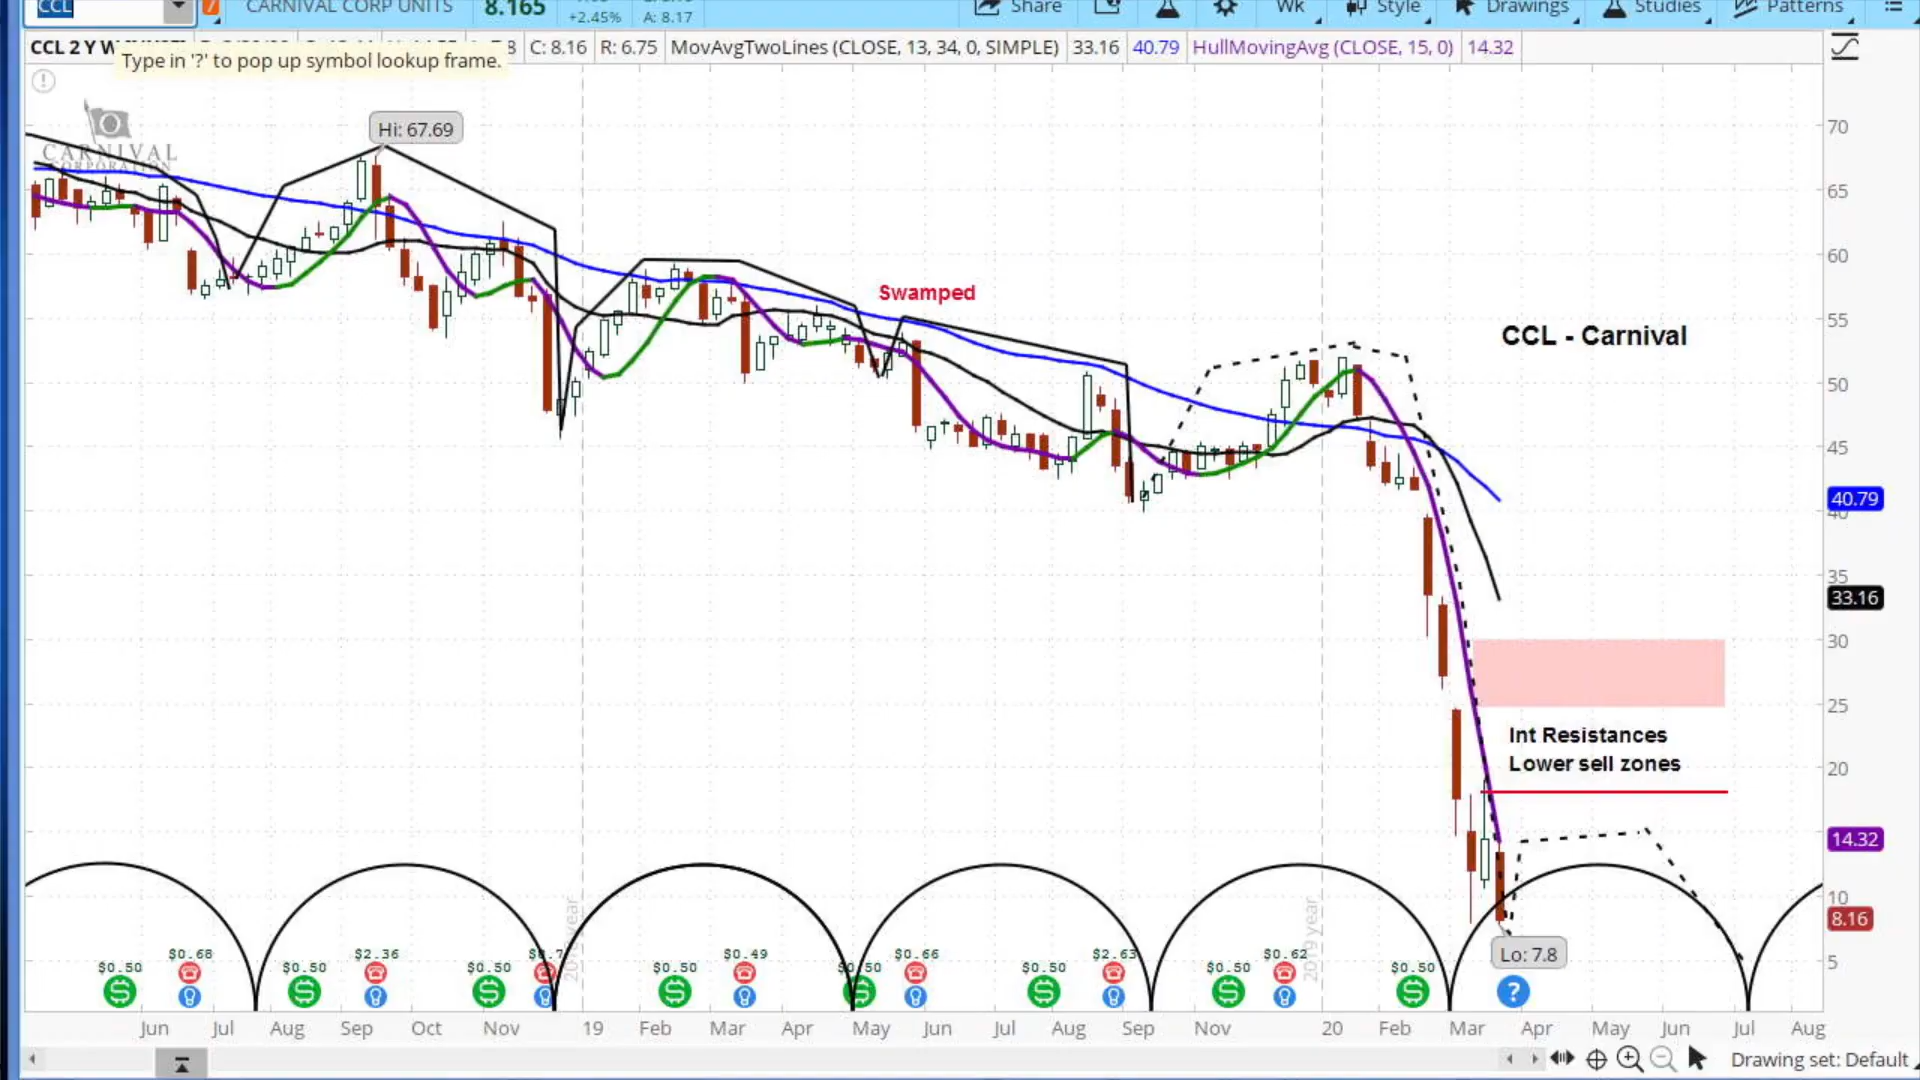 CCL
CARNIVAL CORP UNITS
8.165
+2.45%
A: 8.17
Share
Wk
Style
Drawings
Studies
Patterns
CCL 2 Y W
C: 8.16
R: 6.75
MovAvgTwoLines (CLOSE, 13, 34, 0, SIMPLE)
33.16
40.79
HullMovingAvg (CLOSE, 15, 0)
14.32
Type in '?' to pop up symbol lookup frame.
CARNIVAL
CORPORATION
Hi: 67.69
Swamped
CCL - Carnival
Int Resistances
Lower sell zones
Lo: 7.8
70
65
60
55
50
45
40.79
40
35
33.16
30
25
20
14.32
10
8.16
5
$0.50
$0.68
$0.50
$2.36
$0.50
$0.50
$0.49
$0.50
$0.66
$0.50
$2.63
$0.50
$0.62
$0.50
?
year
2019 year
Jun
Jul
Aug
Sep
Oct
Nov
19
Feb
Mar
Apr
May
Jun
Jul
Aug
Sep
Nov
20
Feb
Mar
Apr
May
Jun
Jul
Aug
Drawing set: Default